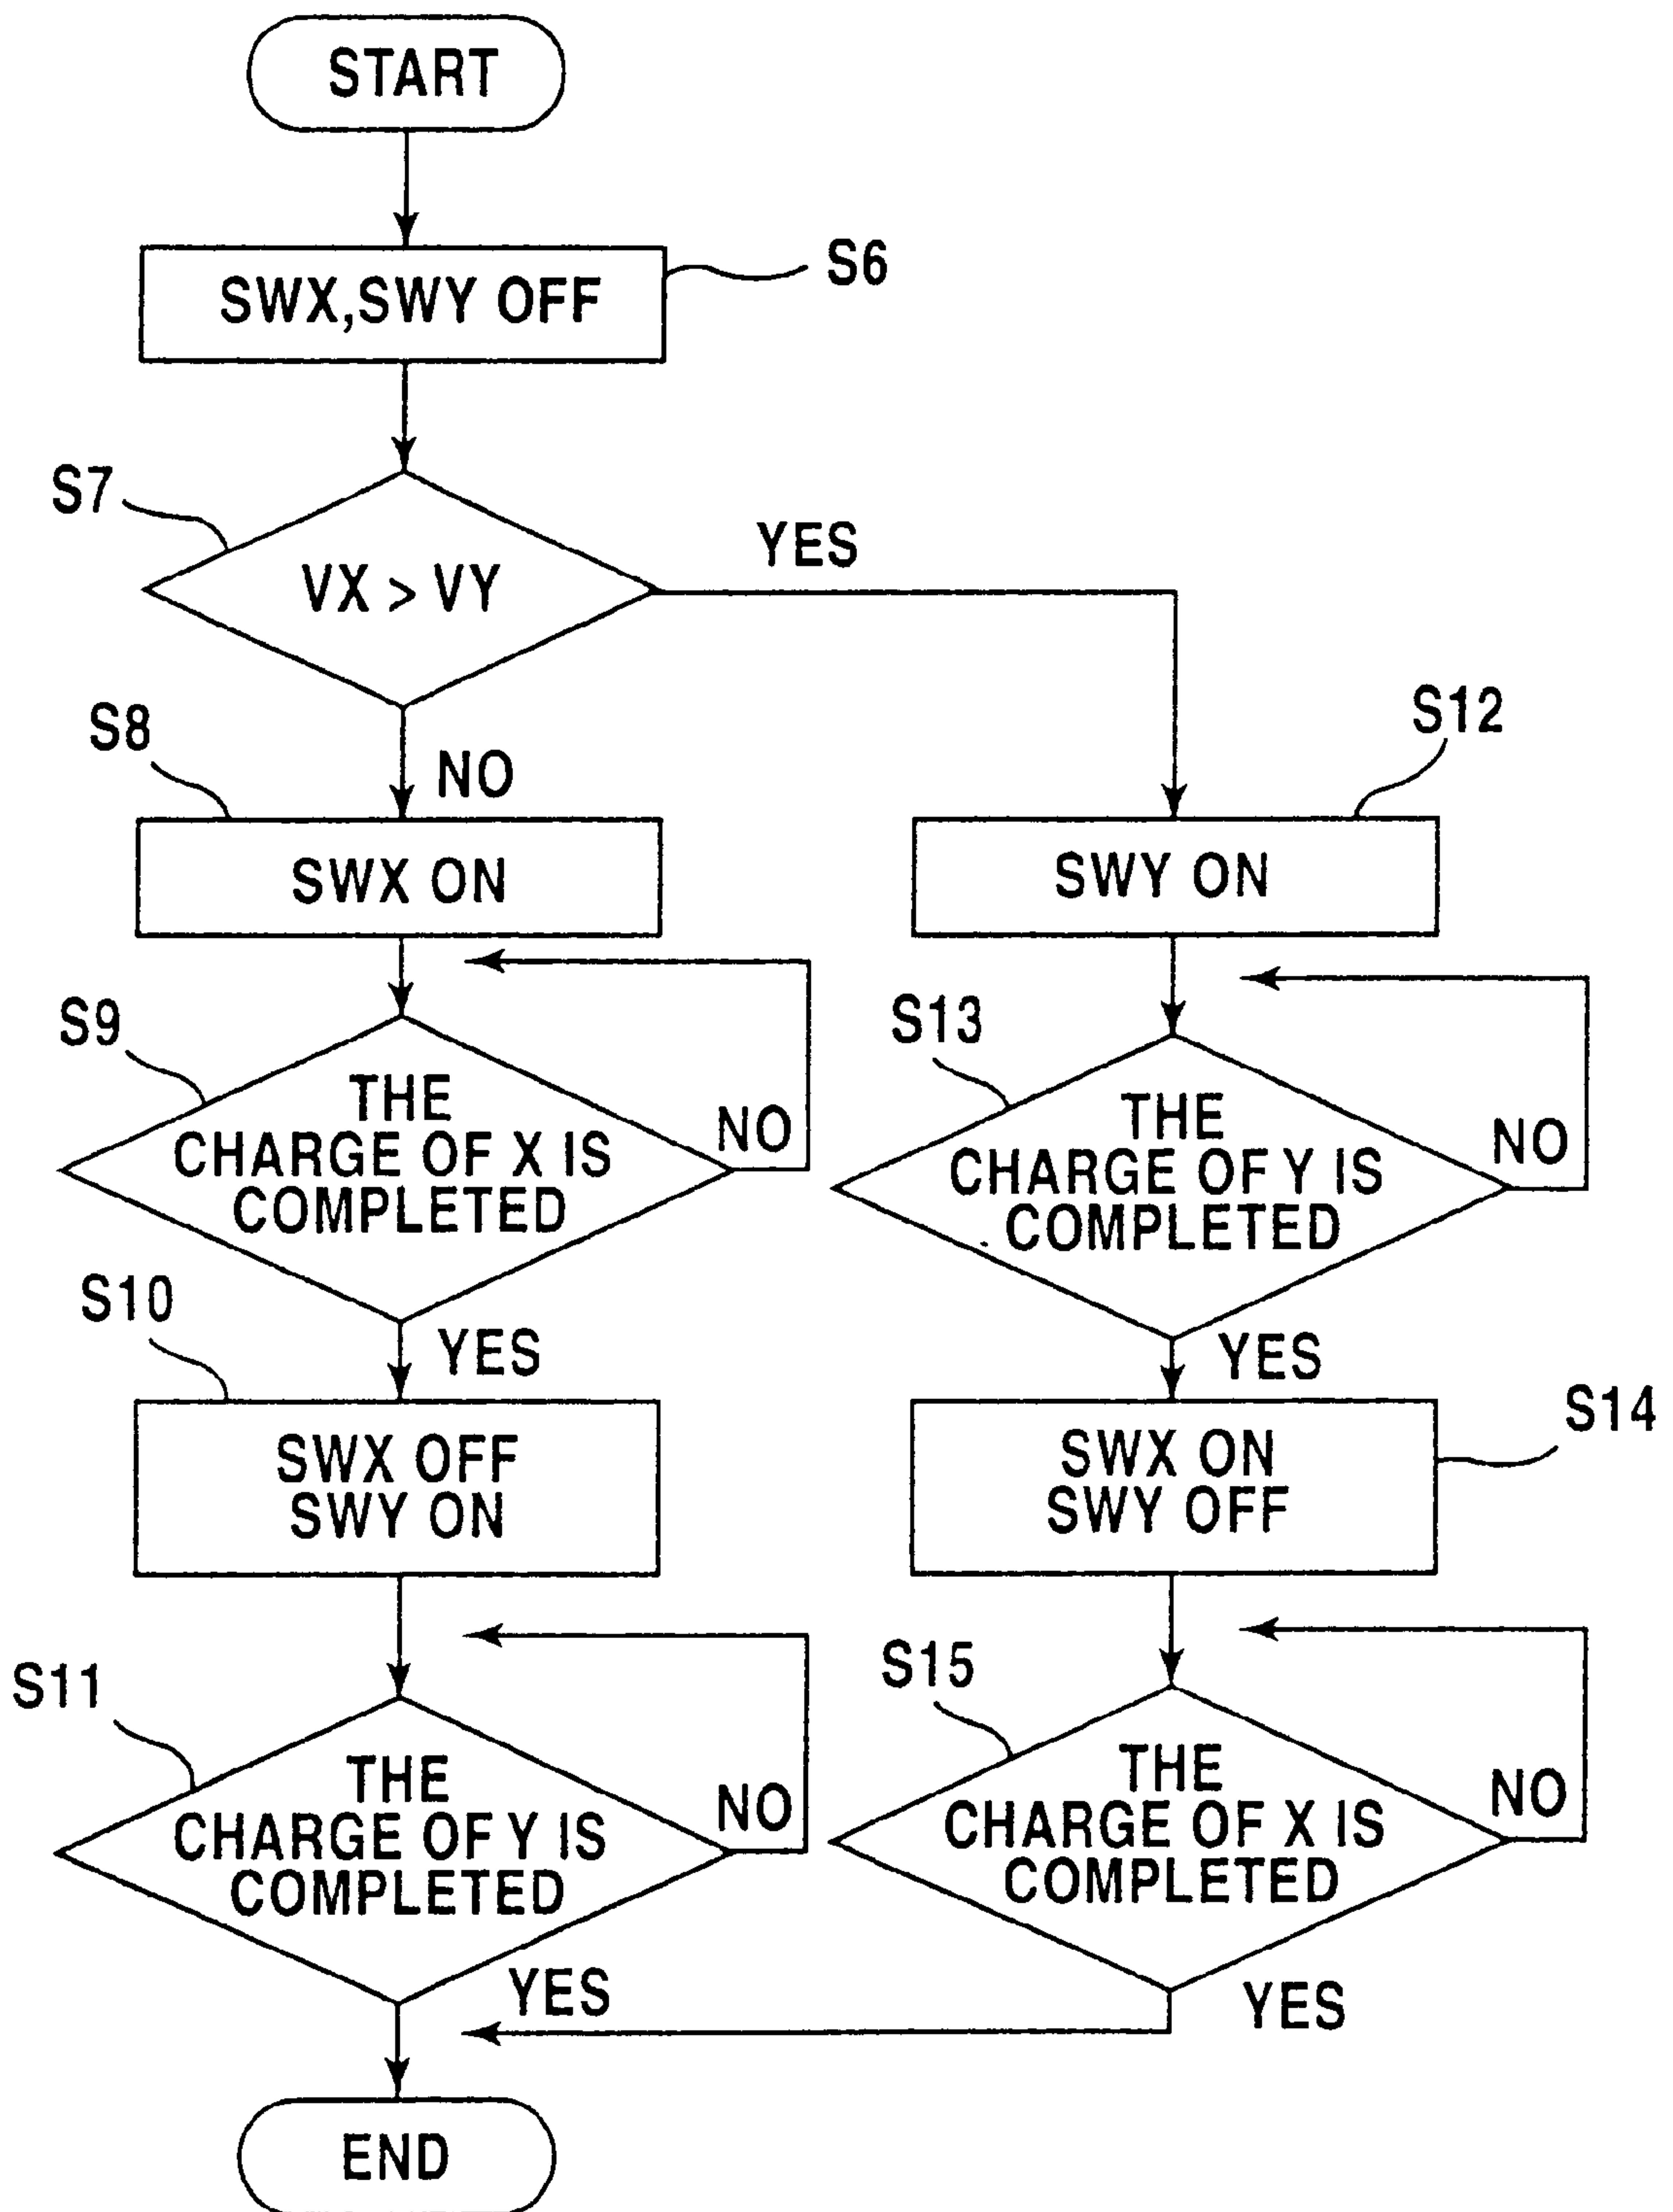 START
S6
SWX,SWY OFF
S7
VX > VY
YES
S8
NO
S12
SWX ON
SWY ON
S9
THE
CHARGE OF X IS
COMPLETED
NO
S13
THE
CHARGE OF Y IS
COMPLETED
NO
S10
YES
YES
SWX OFF
SWY ON
S14
SWX ON
SWY OFF
S11
THE
CHARGE OF Y IS
COMPLETED
NO
S15
THE
CHARGE OF X IS
COMPLETED
NO
YES
YES
END